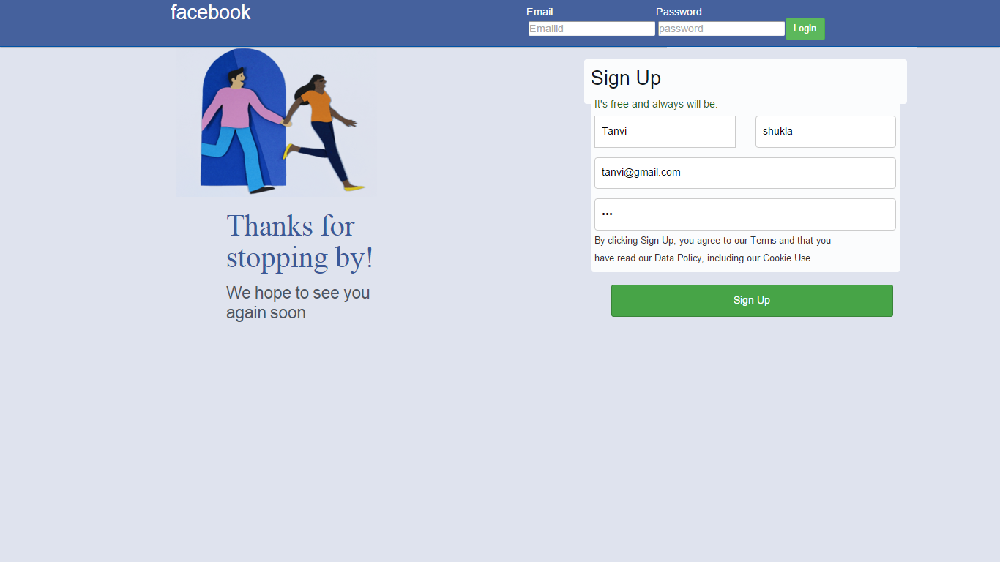 facebook
Email Password
Emailid password Login
Sign Up
It's free and always will be.
Tanvi shukla
tanvi@gmail.com
•••
By clicking Sign Up, you agree to our Terms and that you
have read our Data Policy, including our Cookie Use.
Sign Up
Thanks for
stopping by!
We hope to see you
again soon